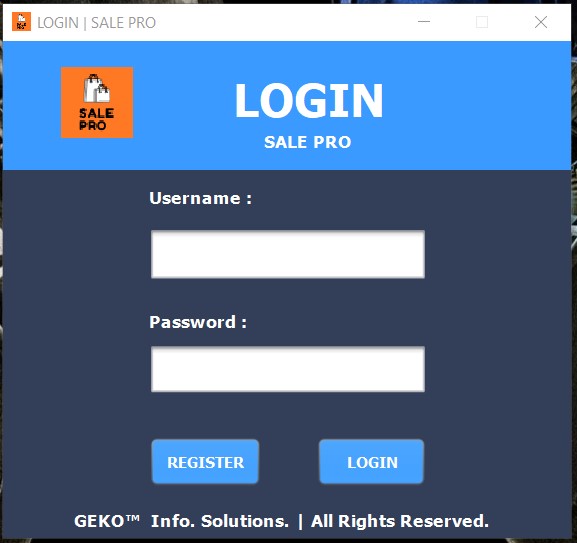 LOGIN | SALE PRO
SALE
PRO
LOGIN
SALE PRO
Username :
Password :
REGISTER
LOGIN
GEKO™ Info. Solutions. | All Rights Reserved.